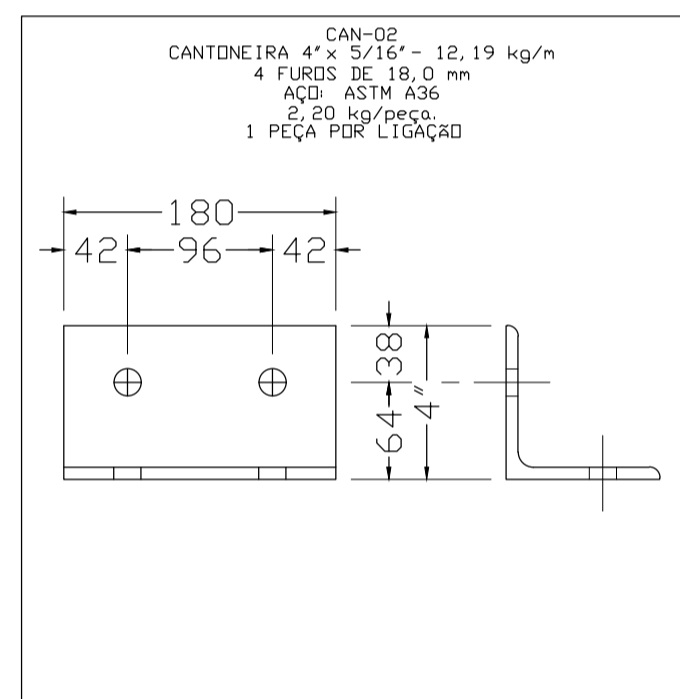 CAN-02
CANTONEIRA 4"x 5/16"- 12,19 kg/m
4 FUROS DE 18,0 mm
AÇO: ASTM A36
2,20 kg/peça.
1 PEÇA POR LIGAÇÃO
180
42 96 42
38
64
4"